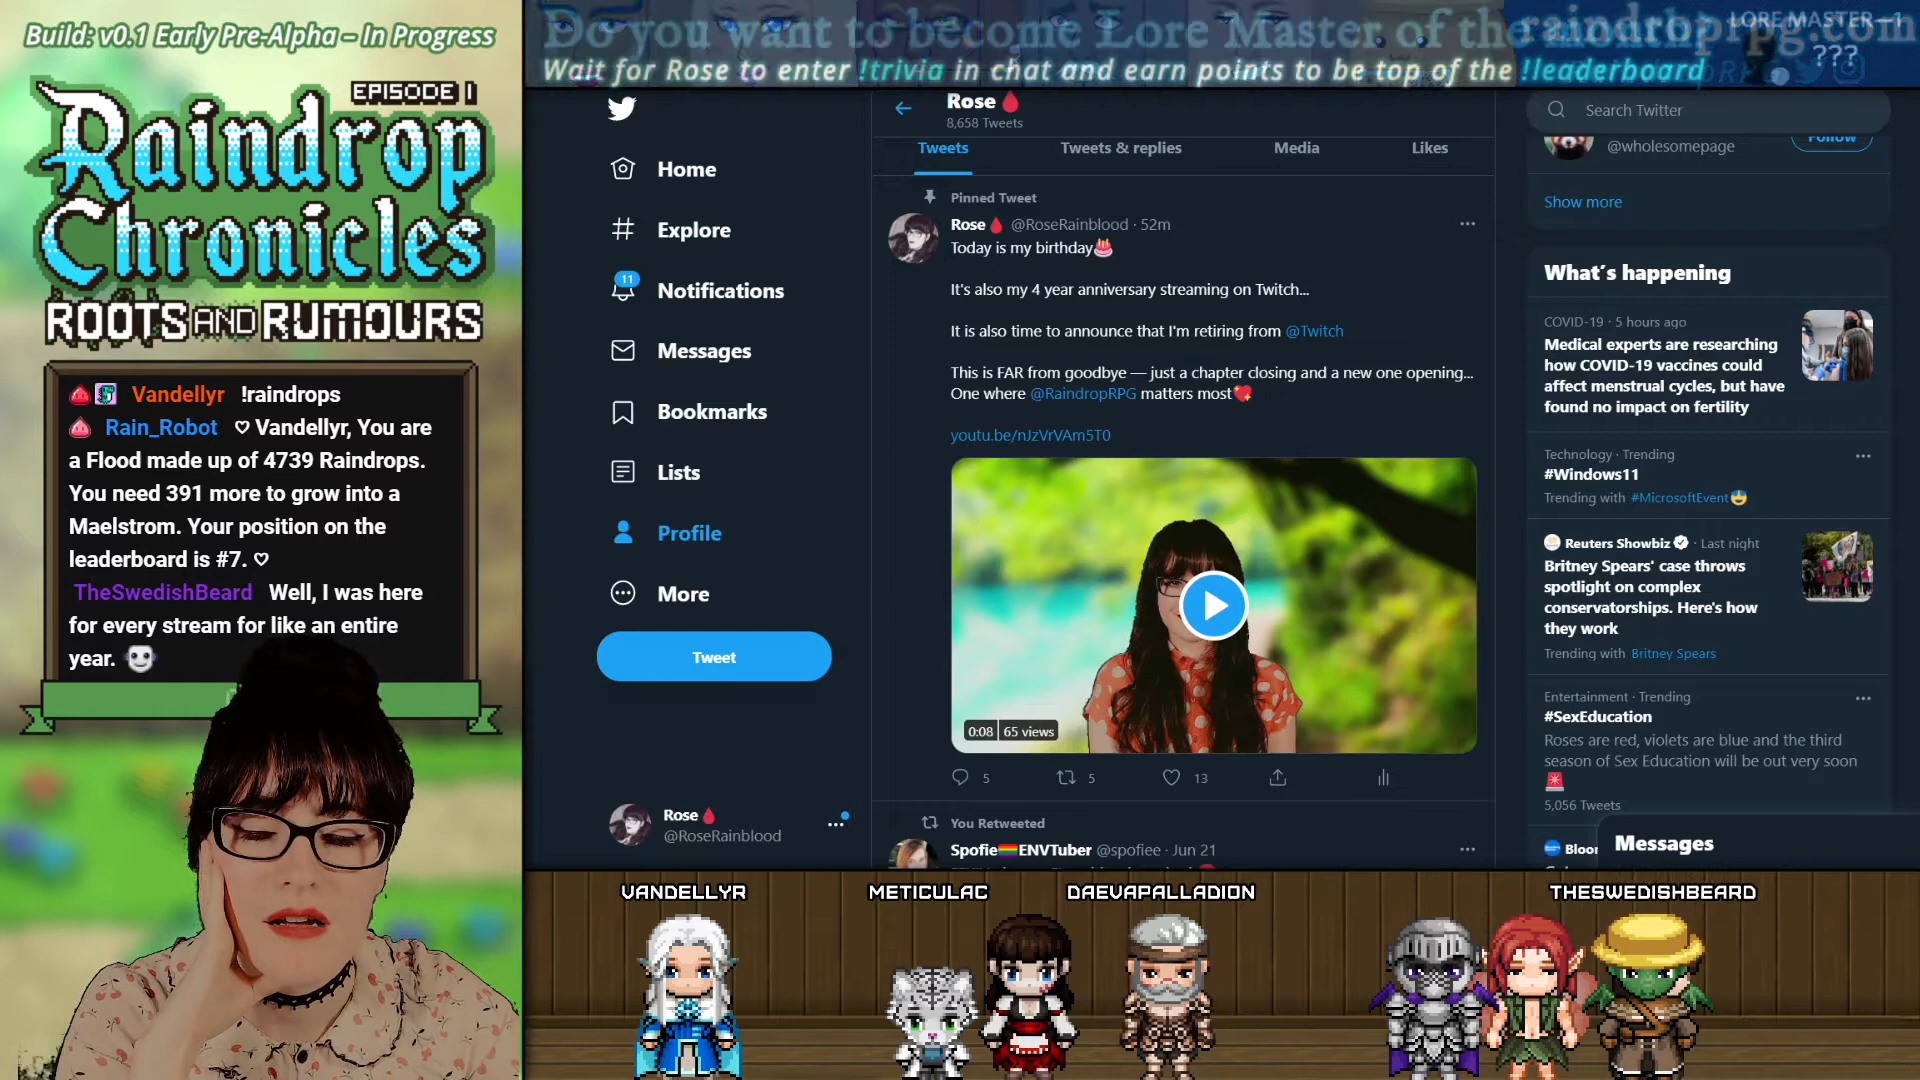 Build: v0.1 Early Pre-Alpha – In Progress
EPISODE I
Raindrop
Chronicles
ROOTS AND RUMOURS
Vandellyr !raindrops
Rain_Robot ♡ Vandellyr, You are
a Flood made up of 4739 Raindrops.
You need 391 more to grow into a
Maelstrom. Your position on the
leaderboard is #7. ♡
TheSwedishBeard Well, I was here
for every stream for like an entire
year.
Do you want to become Lore Master of the
raindroprpg.com
LORE MASTER—1
???
Wait for Rose to enter !trivia in chat and earn points to be top of the !leaderboard
Home
Explore
11
Notifications
Messages
Bookmarks
Lists
Profile
More
Tweet
Rose🩸
@RoseRainblood
Rose🩸
8,658 Tweets
Tweets
Tweets & replies
Media
Likes
Pinned Tweet
Rose🩸 @RoseRainblood · 52m
Today is my birthday🎂
It's also my 4 year anniversary streaming on Twitch...
It is also time to announce that I'm retiring from @Twitch
This is FAR from goodbye — just a chapter closing and a new one opening...
One where @RaindropRPG matters most💖
youtu.be/nJzVrVAm5T0
0:08 65 views
5
5
13
You Retweeted
Spofie🏳️‍🌈ENVTuber @spofiee · Jun 21
Search Twitter
@wholesomepage
Follow
Show more
What's happening
COVID-19 · 5 hours ago
Medical experts are researching
how COVID-19 vaccines could
affect menstrual cycles, but have
found no impact on fertility
Technology · Trending
#Windows11
Trending with #MicrosoftEvent
Reuters Showbiz · Last night
Britney Spears' case throws
spotlight on complex
conservatorships. Here's how
they work
Trending with Britney Spears
Entertainment · Trending
#SexEducation
Roses are red, violets are blue and the third
season of Sex Education will be out very soon
🚨
5,056 Tweets
Bloor
Messages
VANDELLYR
METICULAC
DAEVAPALLADION
THESWEDISHBEARD